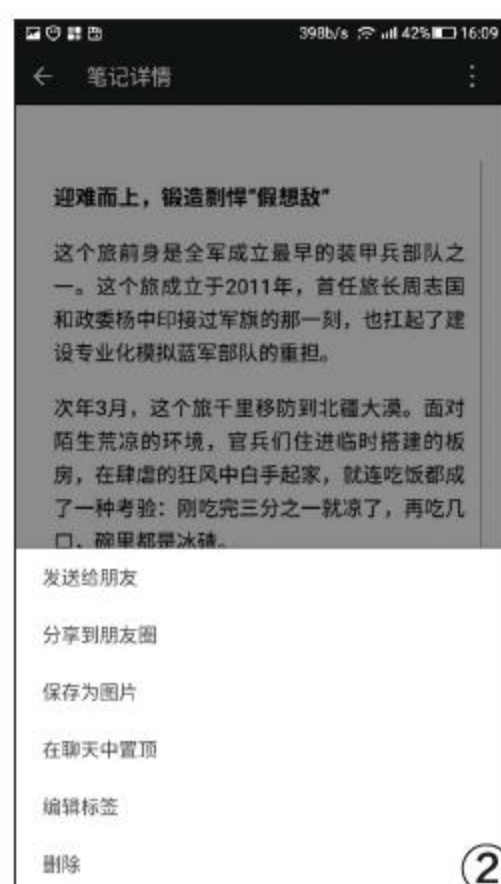 398b/s 42% 16:09
笔记详情
迎难而上，锻造剽悍"假想敌"
这个旅前身是全军成立最早的装甲兵部队之
一。这个旅成立于2011年，首任旅长周志国
和政委杨中印接过军旗的那一刻，也扛起了建
设专业化模拟蓝军部队的重担。
次年3月，这个旅千里移防到北疆大漠。面对
陌生荒凉的环境，官兵们住进临时搭建的板
房，在肆虐的狂风中白手起家，就连吃饭都成
了一种考验：刚吃完三分之一就凉了，再吃几
口，碗里都是冰碴。
发送给朋友
分享到朋友圈
保存为图片
在聊天中置顶
编辑标签
删除
②